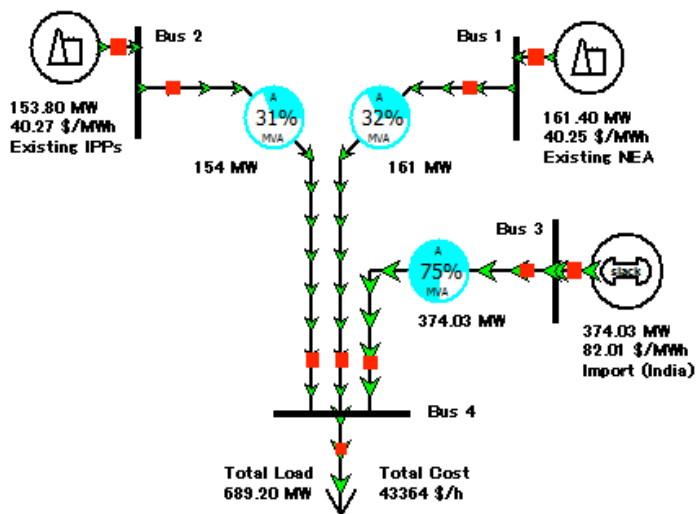 Bus 2
153.80 MW
40.27 $/MWh
Existing IPPs
A
31%
MVA
154 MW
A
32%
MVA
161 MW
Bus 1
161.40 MW
40.25 $/MWh
Existing NEA
Bus 3
A
75%
MVA
374.03 MW
slack
374.03 MW
82.01 $/MWh
Import (India)
Bus 4
Total Load
689.20 MW
Total Cost
43364 $/h